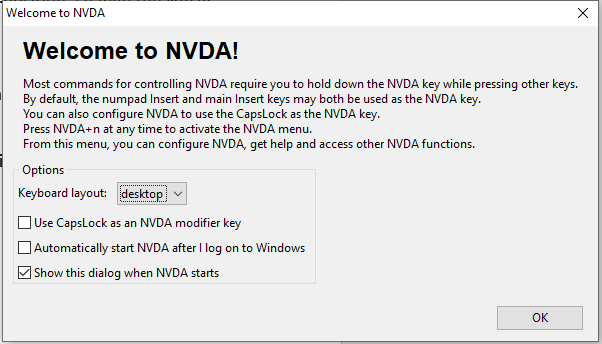 Welcome to NVDA
Welcome to NVDA!
Most commands for controlling NVDA require you to hold down the NVDA key while pressing other keys.
By default, the numpad Insert and main Insert keys may both be used as the NVDA key.
You can also configure NVDA to use the CapsLock as the NVDA key.
Press NVDA+n at any time to activate the NVDA menu.
From this menu, you can configure NVDA, get help and access other NVDA functions.
Options
Keyboard layout: desktop
Use CapsLock as an NVDA modifier key
Automatically start NVDA after I log on to Windows
Show this dialog when NVDA starts
OK